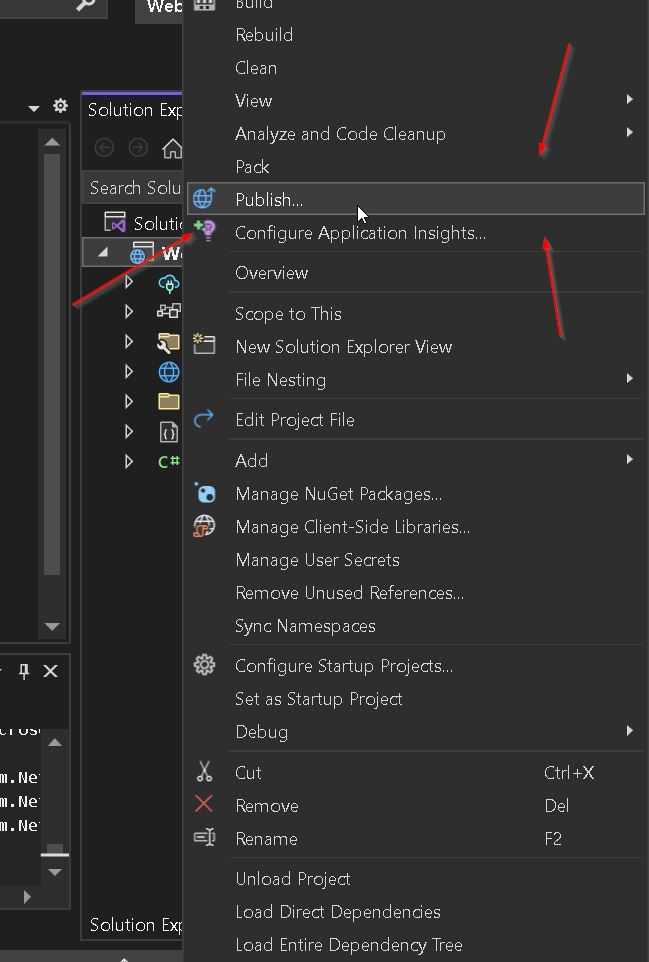 Web
Build
Rebuild
Clean
View
Solution Exp
Analyze and Code Cleanup
Pack
Search Solu
Publish...
Solutio
Configure Application Insights...
We
Overview
Scope to This
New Solution Explorer View
File Nesting
Edit Project File
Add
C#
Manage NuGet Packages...
Manage Client-Side Libraries...
Manage User Secrets
Remove Unused References...
Sync Namespaces
Configure Startup Projects...
Set as Startup Project
Debug
Cut Ctrl+X
m.Ne
Remove Del
m.Ne
m.Ne
Rename F2
Unload Project
Load Direct Dependencies
Solution Exp
Load Entire Dependency Tree